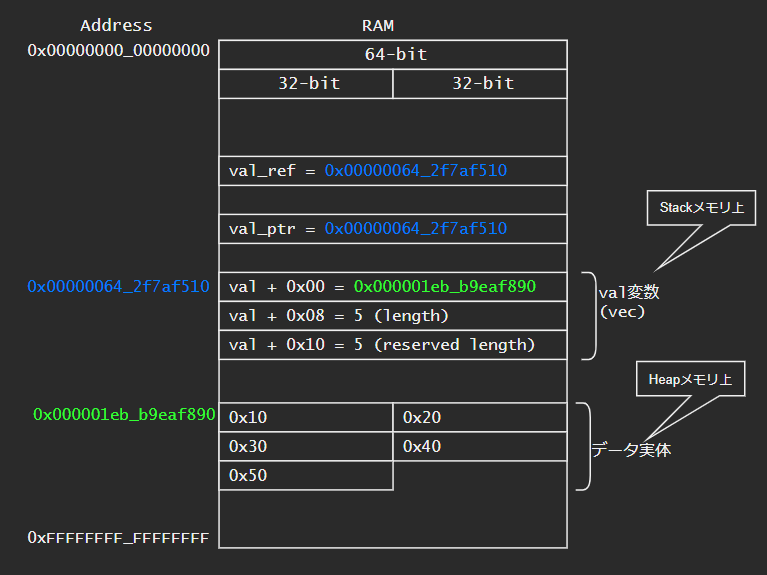 Address RAM
0x00000000_00000000 64-bit
32-bit 32-bit
val_ref = 0x00000064_2f7af510
Stackメモリ上
val_ptr = 0x00000064_2f7af510
0x00000064_2f7af510 val + 0x00 = 0x000001eb_b9eaf890
val変数
(vec)
val + 0x08 = 5 (length)
val + 0x10 = 5 (reserved length)
Heapメモリ上
0x000001eb_b9eaf890 0x10 0x20
0x30 0x40
データ実体
0x50
0xFFFFFFFF_FFFFFFFF